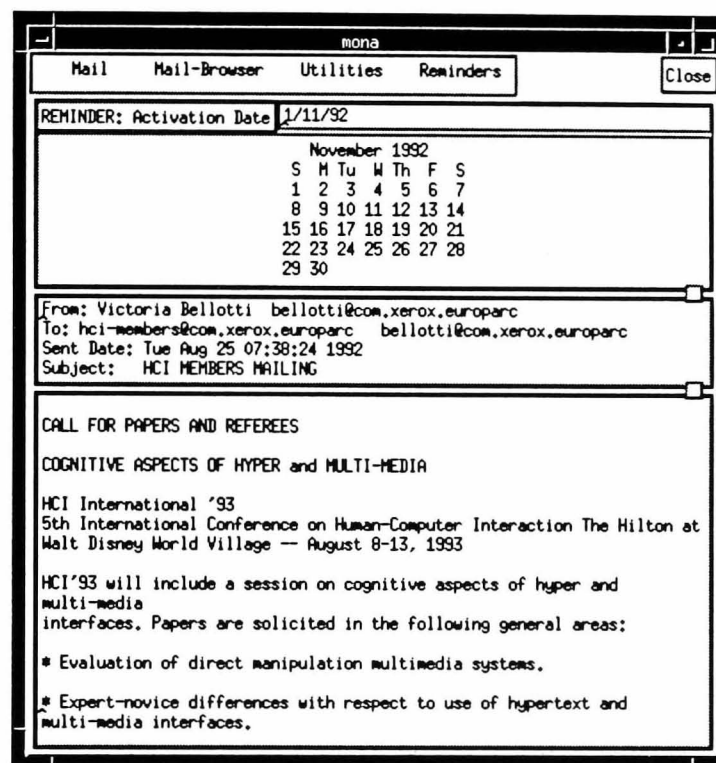 mona
Mail Mail-Browser Utilities Reminders Close
REMINDER: Activation Date 1/11/92
November 1992
S M Tu W Th F S
1 2 3 4 5 6 7
8 9 10 11 12 13 14
15 16 17 18 19 20 21
22 23 24 25 26 27 28
29 30
From: Victoria Bellotti bellotti@com.xerox.europarc
To: hci-members@com.xerox.europarc bellotti@com.xerox.europarc
Sent Date: Tue Aug 25 07:38:24 1992
Subject: HCI MEMBERS MAILING
CALL FOR PAPERS AND REFEREES
COGNITIVE ASPECTS OF HYPER and MULTI-MEDIA
HCI International '93
5th International Conference on Human-Computer Interaction The Hilton at
Walt Disney World Village -- August 8-13, 1993
HCI'93 will include a session on cognitive aspects of hyper and
multi-media
interfaces. Papers are solicited in the following general areas:
* Evaluation of direct manipulation multimedia systems.
* Expert-novice differences with respect to use of hypertext and
multi-media interfaces.